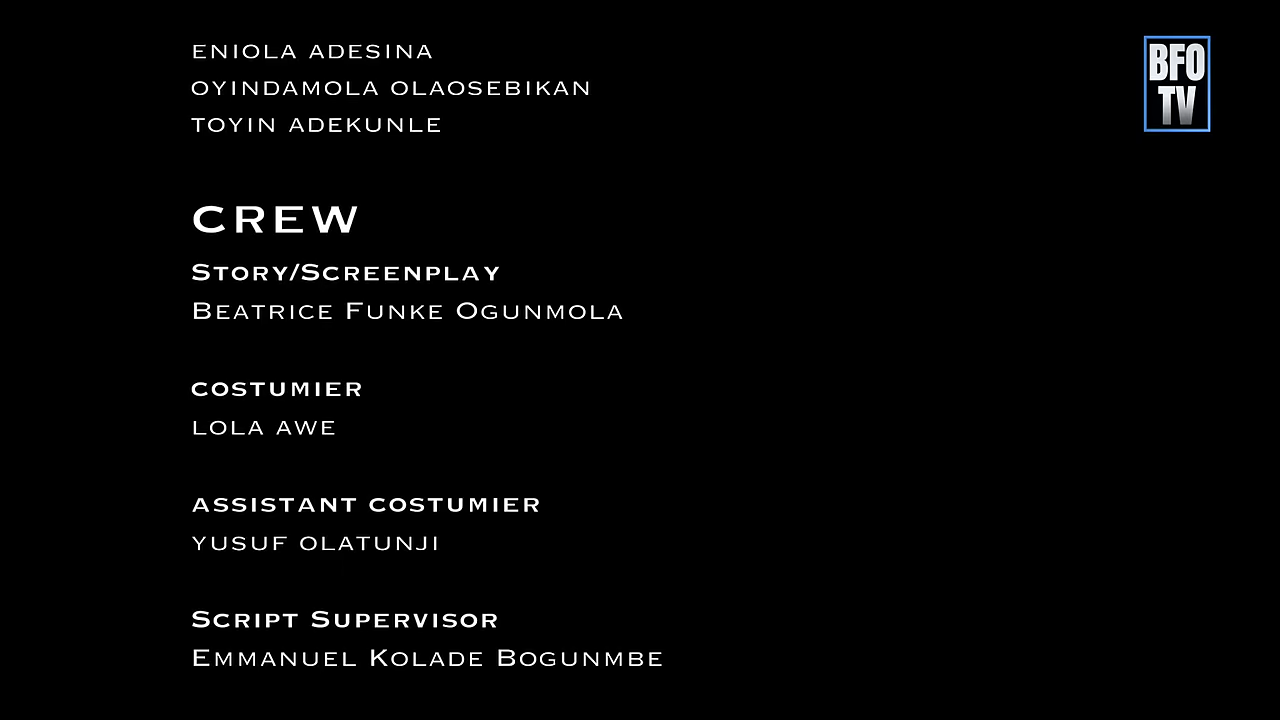 ENIOLA ADESINA
OYINDAMOLA OLAOSEBIKAN
TOYIN ADEKUNLE
BFO
TV
CREW
STORY/SCREENPLAY
BEATRICE FUNKE OGUNMOLA
COSTUMIER
LOLA AWE
ASSISTANT COSTUMIER
YUSUF OLATUNJI
SCRIPT SUPERVISOR
EMMANUEL KOLADE BOGUNMBE